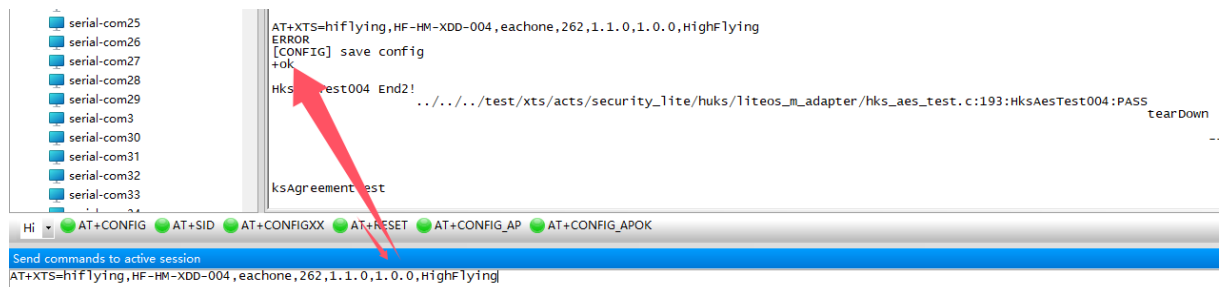 serial-com25
serial-com26
serial-com27
serial-com28
serial-com29
serial-com3
serial-com30
serial-com31
serial-com32
serial-com33
AT+XTS=hiflying,HF-HM-XDD-004,eachone,262,1.1.0,1.0.0,HighFlying
ERROR
[CONFIG] save config
+ok
End2!
../../../test/xts/acts/security_lite/huks/liteos_m_adapter/hks_aes_test.c:193:HksAesTest004:PASS
tearDown
ksAgreement
Hi AT+CONFIG AT+SID AT+CONFIGXX AT+RESET AT+CONFIG_AP AT+CONFIG_APOK
Send commands to active session
AT+XTS=hiflying,HF-HM-XDD-004,eachone,262,1.1.0,1.0.0,HighFlying